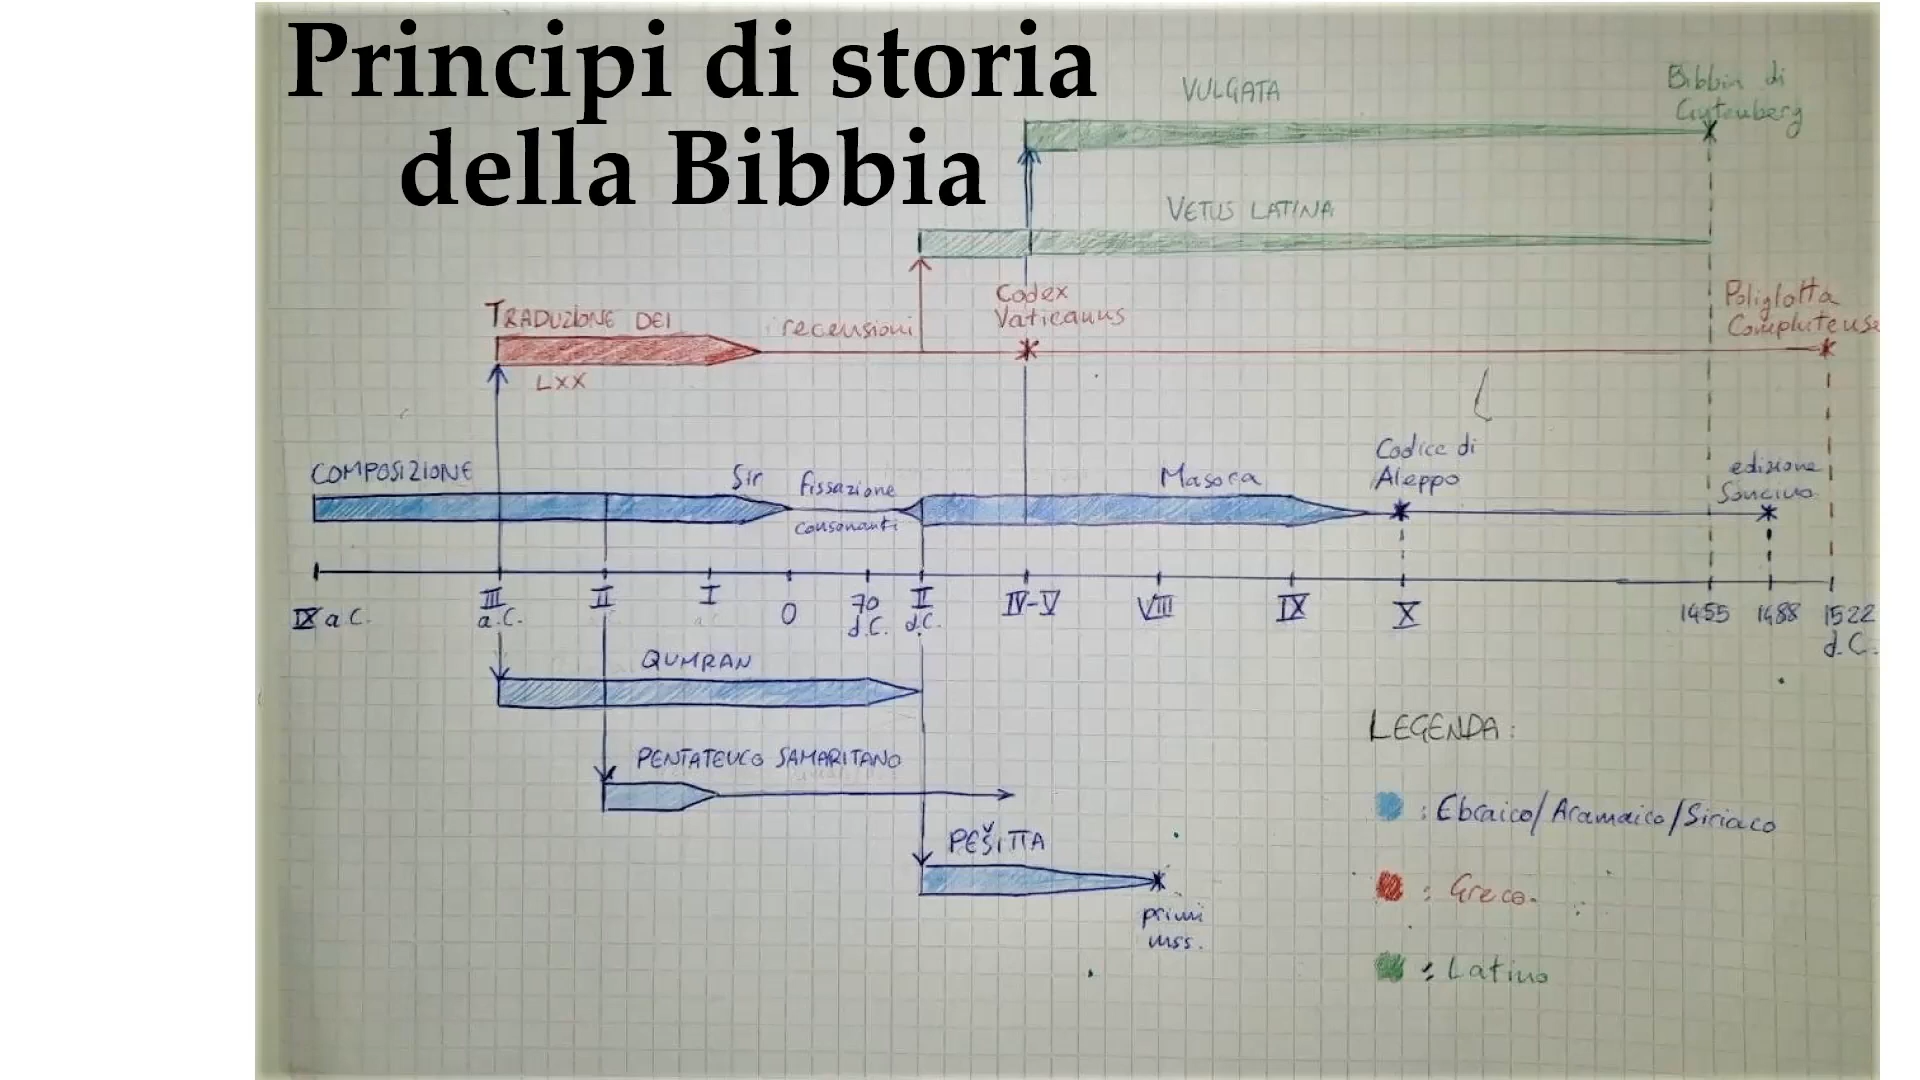 Principi di storia
della Bibbia
VULGATA
Bibbia di
Gutenberg
VETUS LATINA
Codex
Vaticanus
Poliglotta
Complutense
TRADUZIONE DEI
LXX
recensioni
COMPOSIZIONE
Sir
fissazione
consonanti
Masora
Codice di
Aleppo
edizione
Soncino
IX a.C.
III
a.C.
II
I
0
70
d.C.
II
d.C.
IV-V
VIII
IX
X
1455
1488
1522
d.C.
QUMRAN
PENTATEUCO SAMARITANO
PEŠITTA
primi
mss.
LEGENDA:
: Ebraico/Aramaico/Siriaco
: Greco.
: Latino